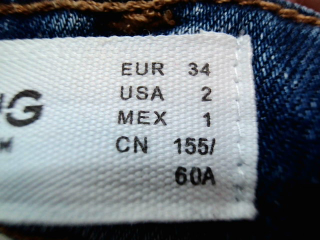 EUR 34
USA 2
MEX 1
CN 155/
60A